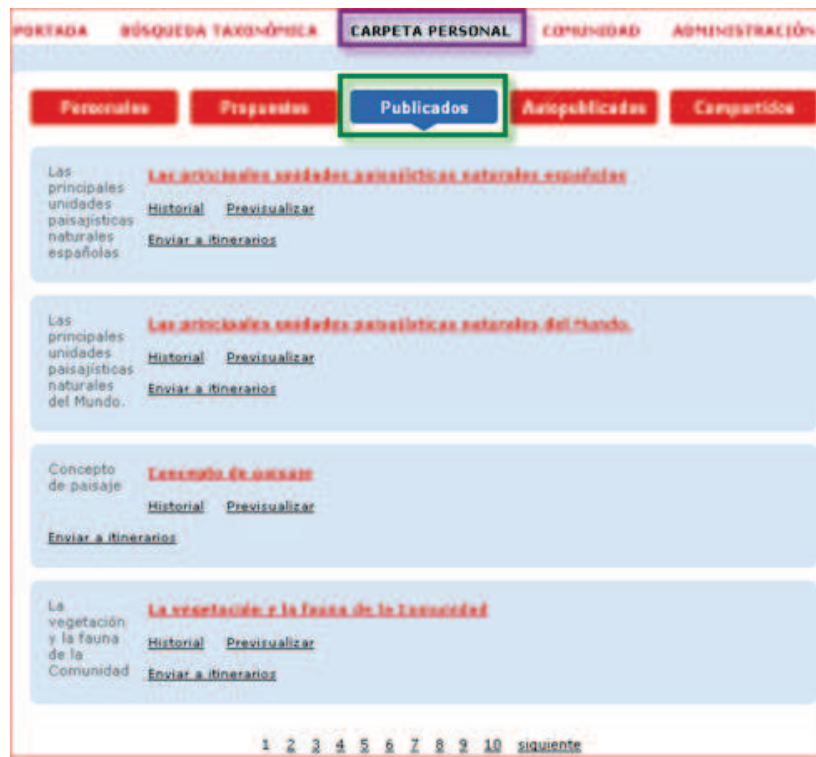 PORTADA BÚSQUEDA TAXONÓMICA CARPETA PERSONAL COMUNIDAD ADMINISTRACIÓN
Personales Propuestos Publicados Autopublicados Compartidos
Las
principales
unidades
paisajísticas
naturales
españolas
Las principales unidades paisajísticas naturales españolas
Historial Previsualizar
Enviar a itinerarios
Las
principales
unidades
paisajísticas
naturales
del Mundo.
Las principales unidades paisajísticas naturales del Mundo.
Historial Previsualizar
Enviar a itinerarios
Concepto
de paisaje
Concepto de paisaje
Historial Previsualizar
Enviar a itinerarios
La
vegetación
y la fauna
de la
Comunidad
La vegetación y la fauna de la Comunidad
Historial Previsualizar
Enviar a itinerarios
1 2 3 4 5 6 7 8 9 10 siguiente